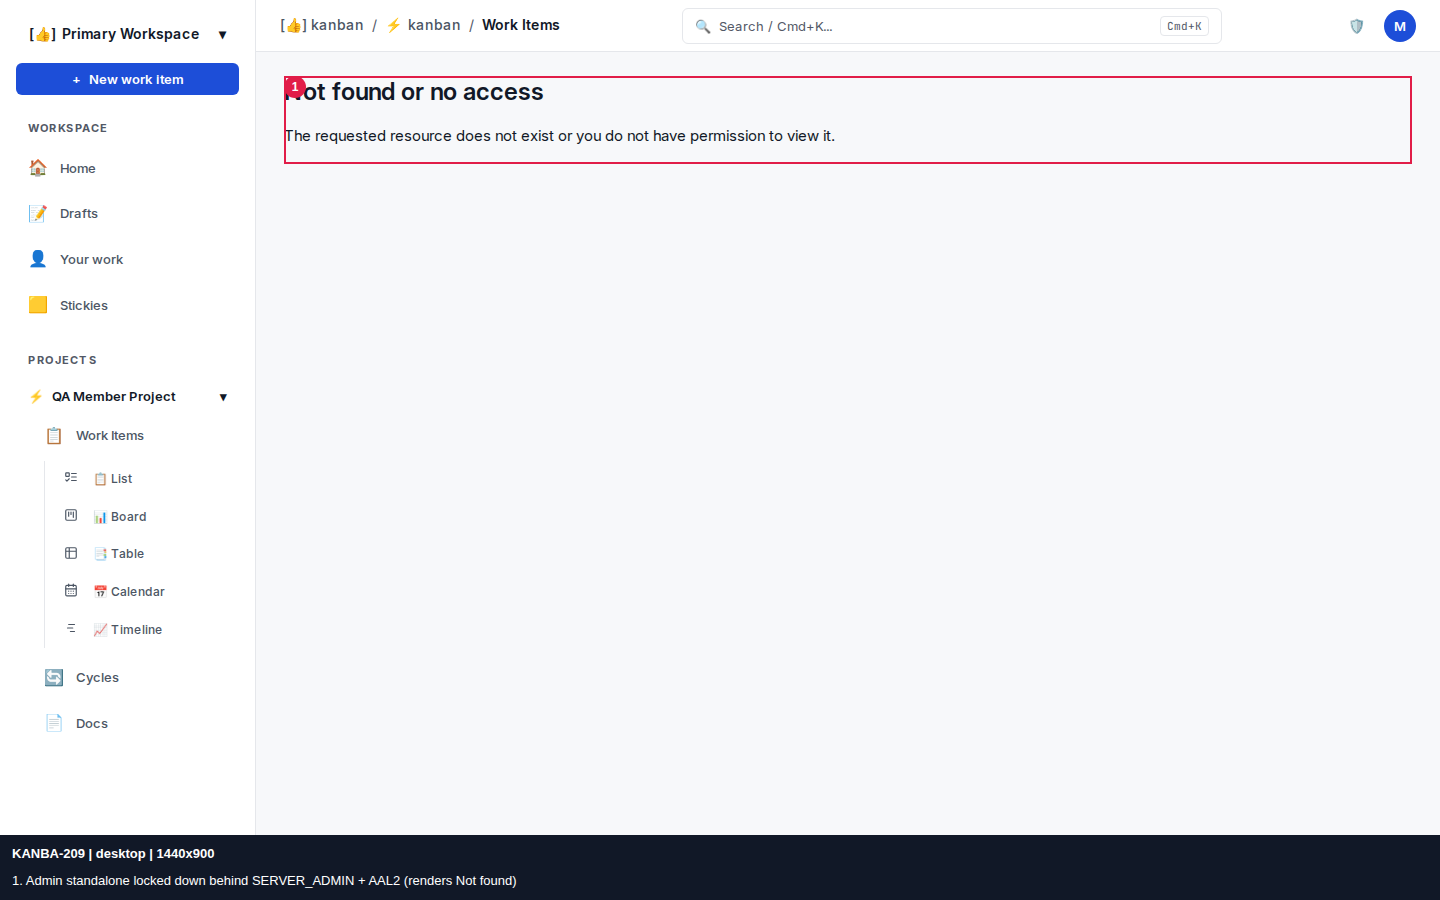 [👍] Primary Workspace ▼
+ New work item
WORKSPACE
🏠 Home
📝 Drafts
👤 Your work
🟨 Stickies
PROJECTS
⚡ QA Member Project ▼
📋 Work Items
📋 List
📊 Board
📑 Table
📅 Calendar
📈 Timeline
🔄 Cycles
📄 Docs
[👍] kanban / ⚡ kanban / Work Items
🔍 Search / Cmd+K... Cmd+K
🛡️ M
1
Not found or no access
The requested resource does not exist or you do not have permission to view it.
KANBA-209 | desktop | 1440x900
1. Admin standalone locked down behind SERVER_ADMIN + AAL2 (renders Not found)